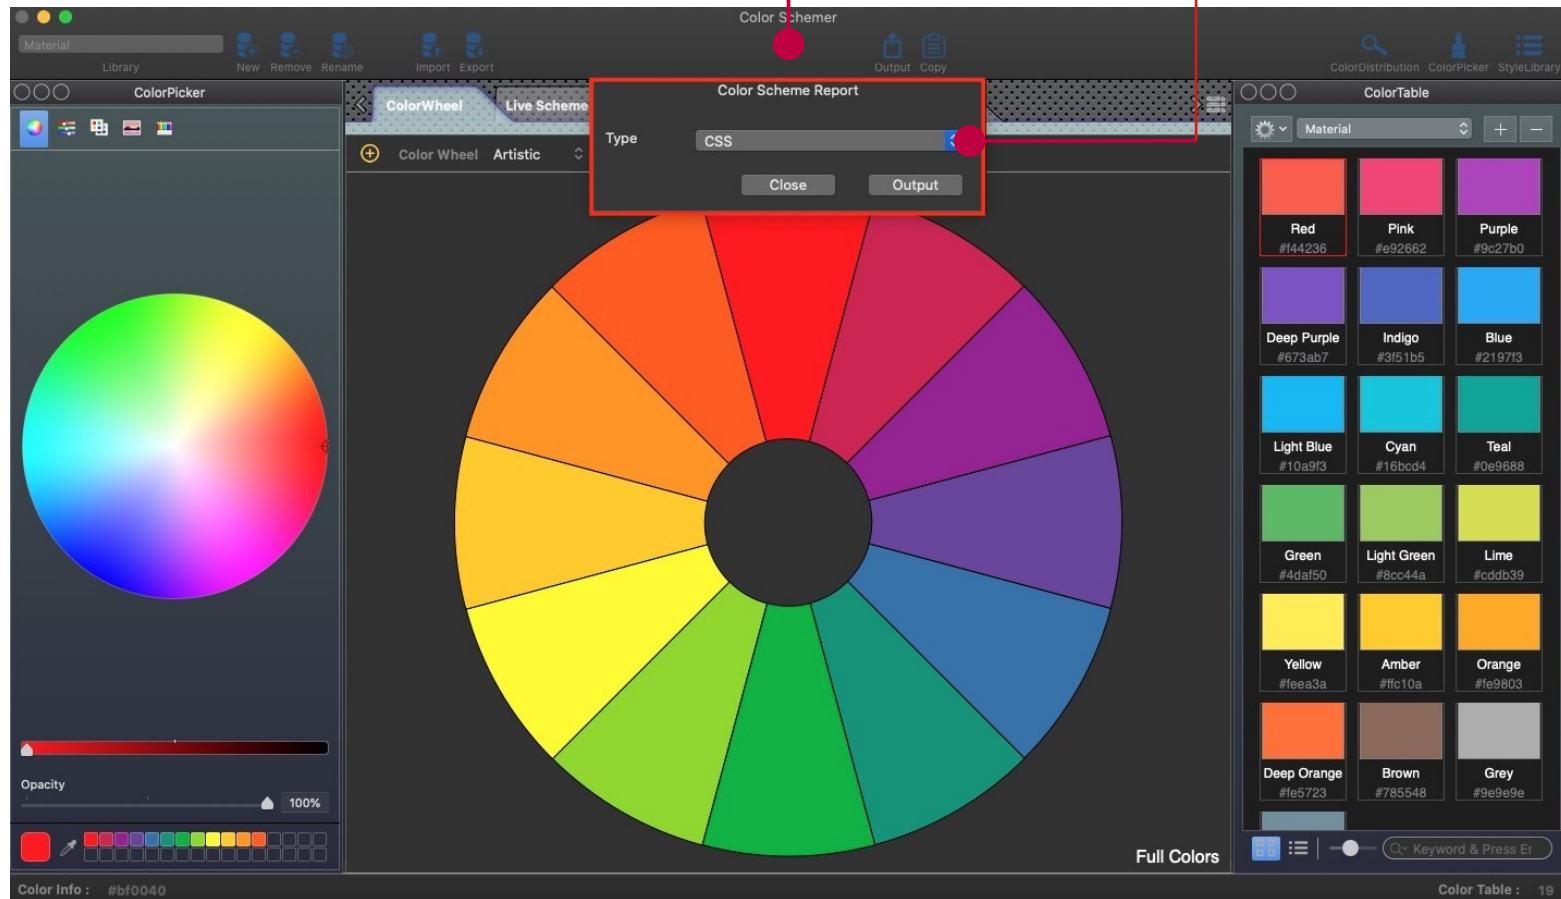 Color Schemer
Material
Library
New Remove Rename
Import Export
Output Copy
ColorDistribution ColorPicker StyleLibrary
ColorPicker
Opacity
100%
ColorWheel
Live Scheme
Color Wheel Artistic
Color Scheme Report
Type
CSS
Close Output
Full Colors
ColorTable
Material
Red Pink Purple
#f44236 #e92662 #9c27b0
Deep Purple Indigo Blue
#673ab7 #3f51b5 #2197f3
Light Blue Cyan Teal
#10a9f3 #16bcd4 #0e9688
Green Light Green Lime
#4daf50 #8cc44a #cddb39
Yellow Amber Orange
#feea3a #ffc10a #fe9803
Deep Orange Brown Grey
#fe5723 #785548 #9e9e9e
Keyword & Press Er
Color Info : #bf0040
Color Table : 19